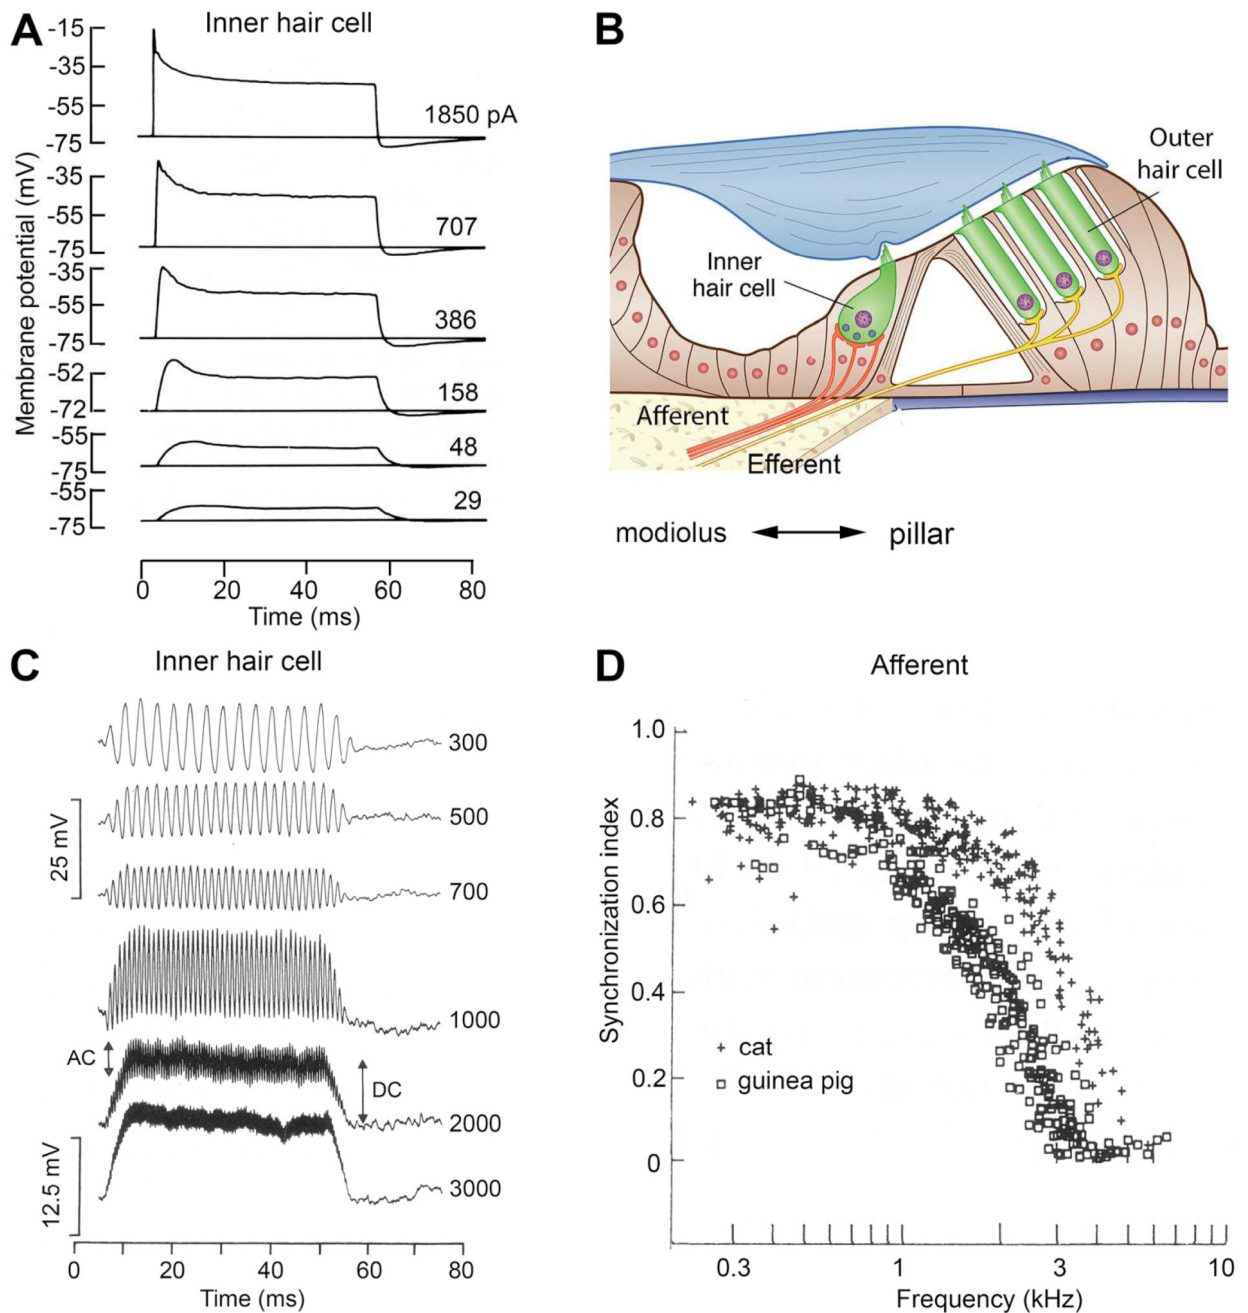 A
Inner hair cell
Membrane potential (mV)
-15
-35
-55
-75
1850 pA
-35
-55
-75
707
-35
-55
-75
386
-52
-72
158
-55
-75
48
-55
-75
29
0 20 40 60 80
Time (ms)
B
Outer
hair cell
Inner
hair cell
Afferent
Efferent
modiolus pillar
C
Inner hair cell
300
500
25 mV
700
1000
AC
DC
2000
12.5 mV
3000
0 20 40 60 80
Time (ms)
D
Afferent
Synchronization index
1.0
0.8
0.6
0.4
0.2
0
+ cat
guinea pig
0.3 1 3 10
Frequency (kHz)